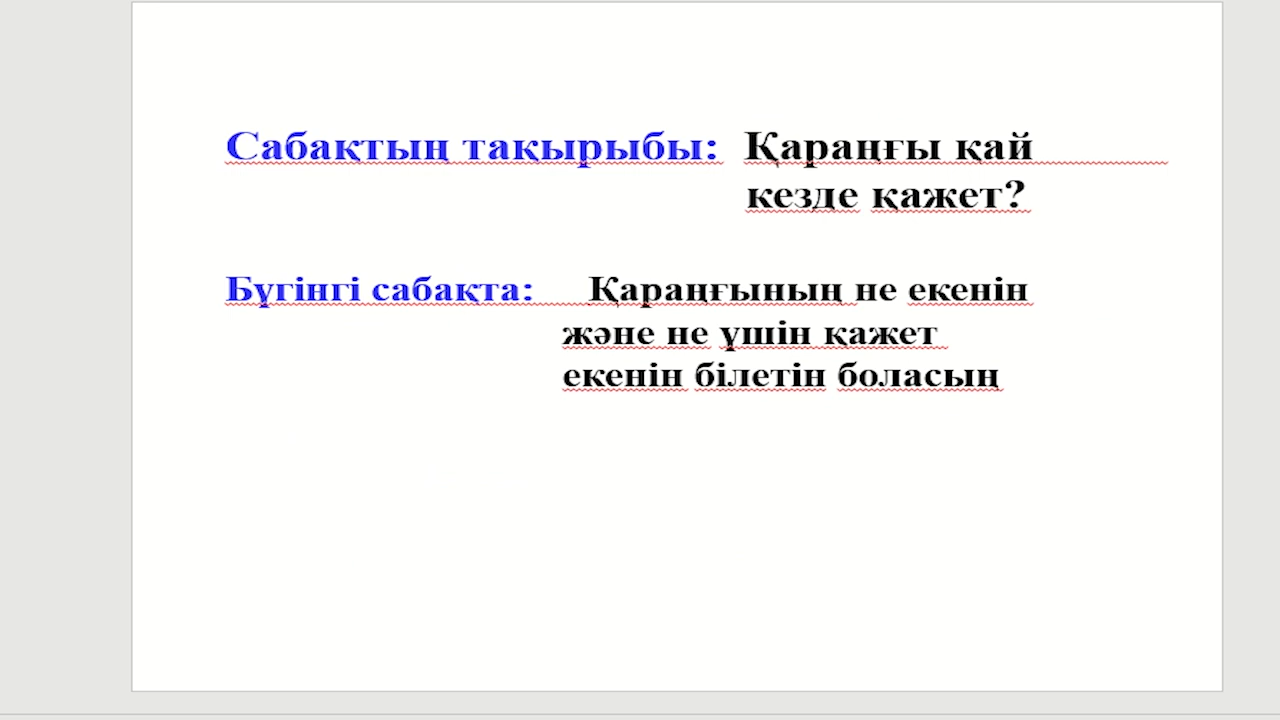 Сабақтың тақырыбы: Қараңғы қай
кезде қажет?
Бүгінгі сабақта: Қараңғының не екенін
және не үшін қажет
екенін білетін боласың